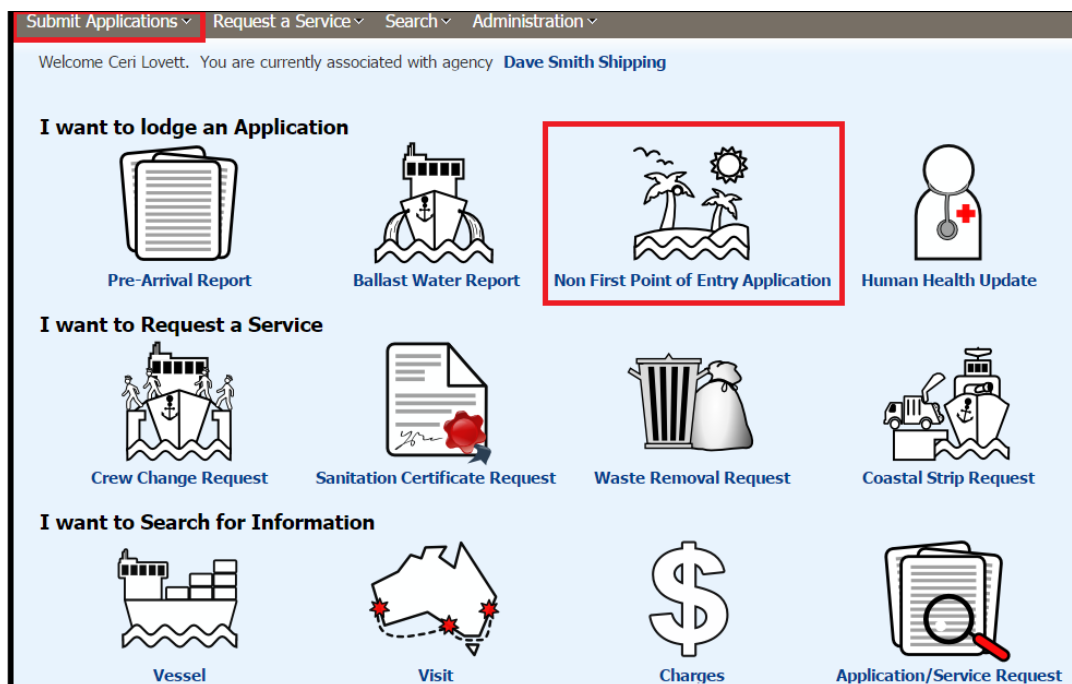 Submit Applications Request a Service Search Administration
Welcome Ceri Lovett. You are currently associated with agency Dave Smith Shipping
I want to lodge an Application
Pre-Arrival Report Ballast Water Report Non First Point of Entry Application Human Health Update
I want to Request a Service
Crew Change Request Sanitation Certificate Request Waste Removal Request Coastal Strip Request
I want to Search for Information
$
Vessel Visit Charges Application/Service Request